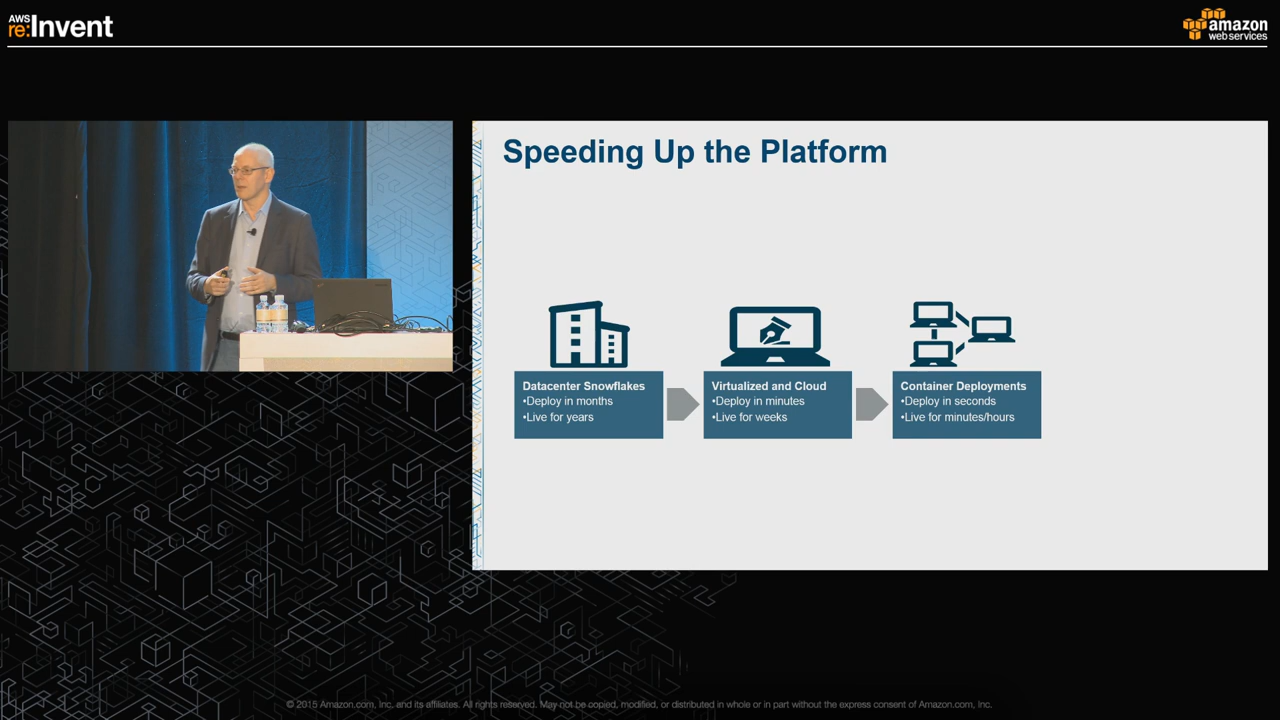 AWS
re:Invent
amazon
web services
Speeding Up the Platform
Datacenter Snowflakes
•Deploy in months
•Live for years
Virtualized and Cloud
•Deploy in minutes
•Live for weeks
Container Deployments
•Deploy in seconds
•Live for minutes/hours
© 2015 Amazon.com, Inc. and its affiliates. All rights reserved. May not be copied, modified, or distributed in whole or in part without the express consent of Amazon.com, Inc.